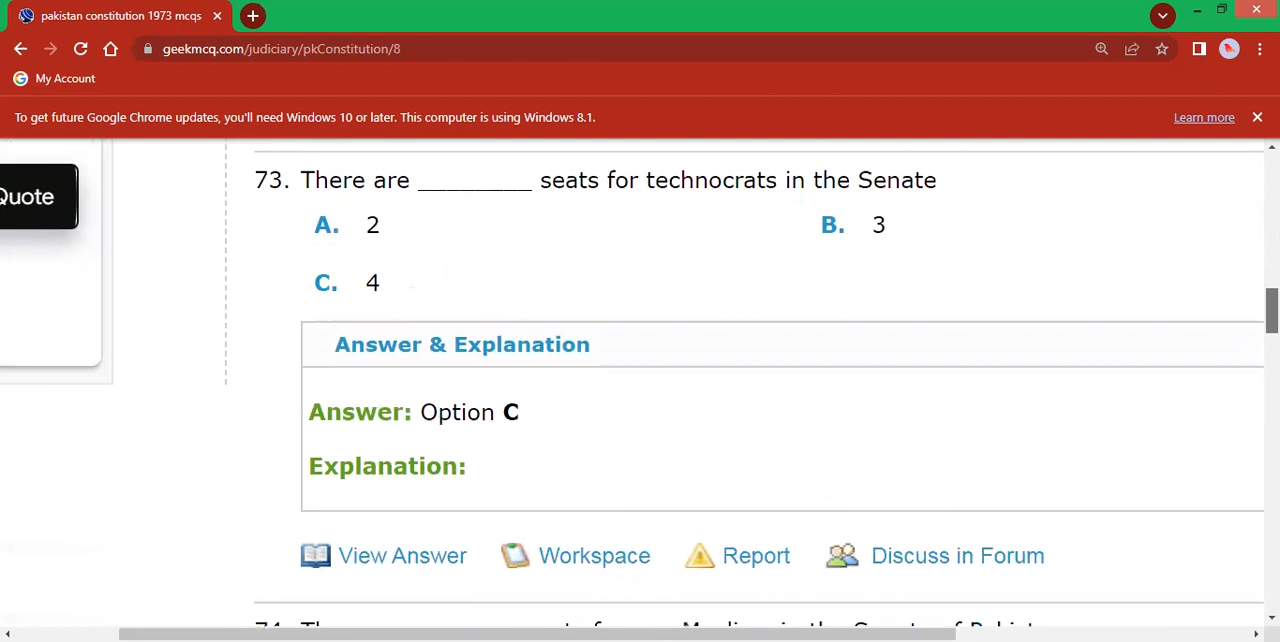 pakistan constitution 1973 mcqs
geekmcq.com/judiciary/pkConstitution/8
My Account
To get future Google Chrome updates, you'll need Windows 10 or later. This computer is using Windows 8.1.
Learn more
Quote
73. There are _________ seats for technocrats in the Senate
A. 2
B. 3
C. 4
Answer & Explanation
Answer: Option C
Explanation:
View Answer Workspace Report Discuss in Forum